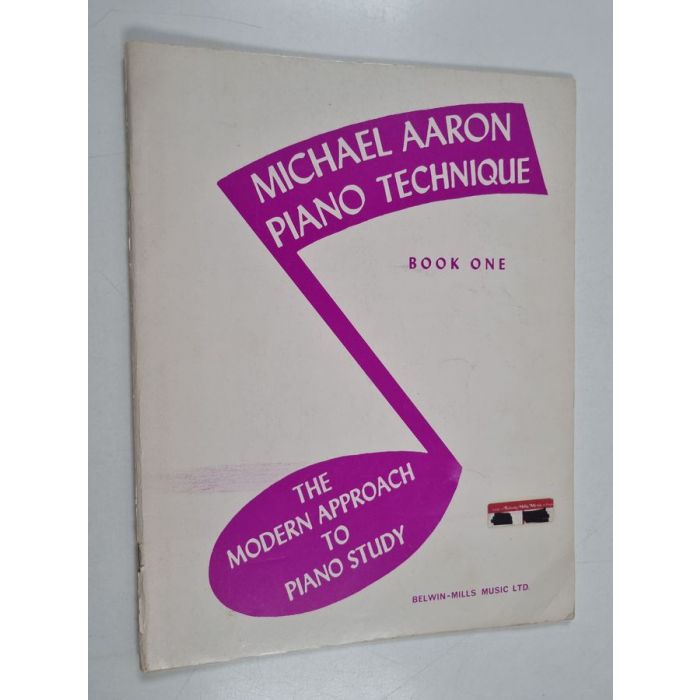 MICHAEL AARON
PIANO TECHNIQUE
BOOK ONE
THE
MODERN APPROACH
TO
PIANO STUDY
BELWIN-MILLS MUSIC LTD.